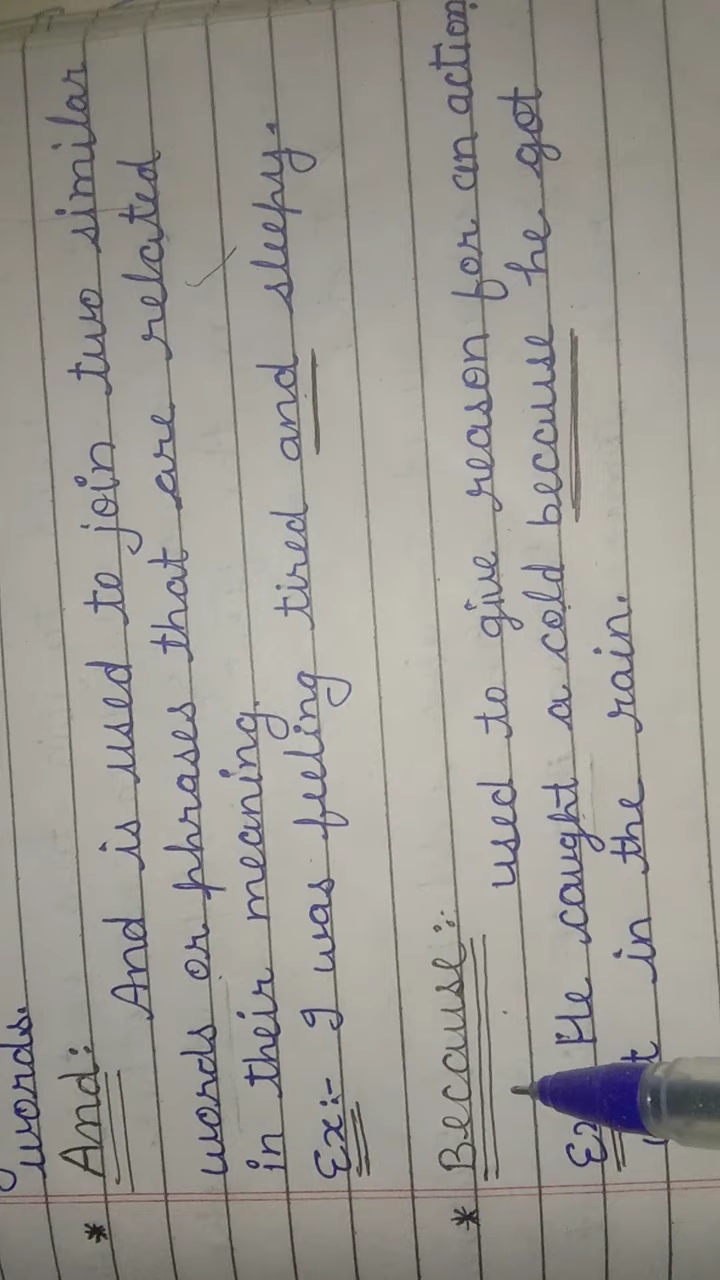 words.
* And:
And is used to join two similar
words or phrases that are related
in their meaning.
Ex:- I was feeling tired and sleepy.
* Because:
used to give reason for an action
He caught a cold because he got
in the rain.